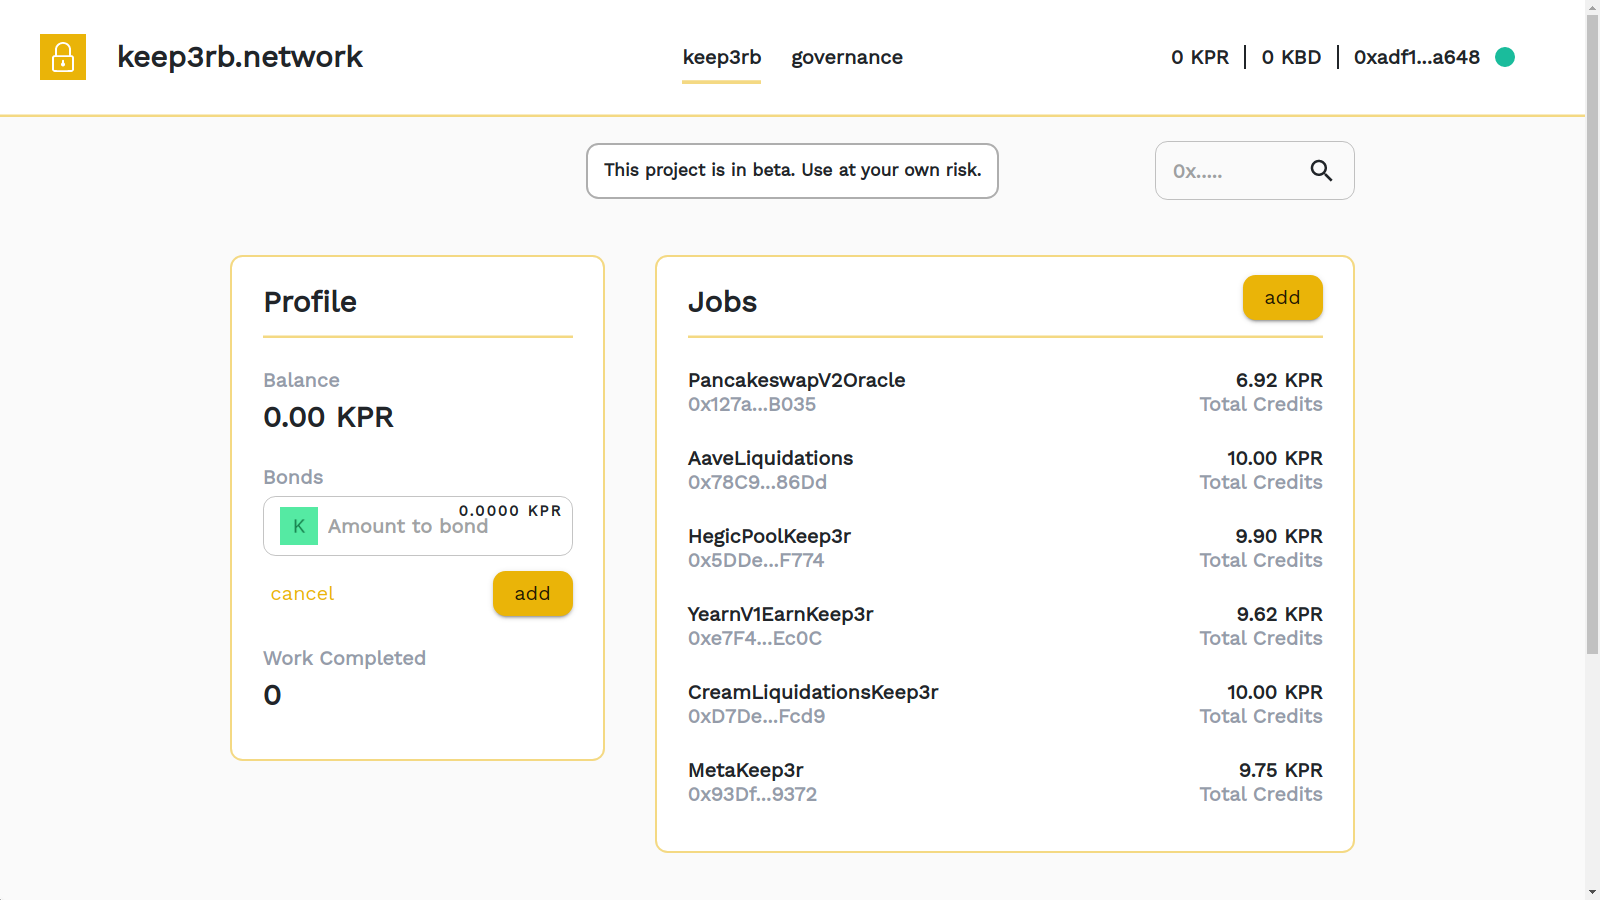 keep3rb.network
keep3rb governance
0 KPR 0 KBD 0xadf1...a648
This project is in beta. Use at your own risk.
0x.....
Profile
Balance
0.00 KPR
Bonds
0.0000 KPR
K Amount to bond
cancel add
Work Completed
0
Jobs add
PancakeswapV2Oracle 6.92 KPR
0x127a...B035 Total Credits
AaveLiquidations 10.00 KPR
0x78C9...86Dd Total Credits
HegicPoolKeep3r 9.90 KPR
0x5DDe...F774 Total Credits
YearnV1EarnKeep3r 9.62 KPR
0xe7F4...Ec0C Total Credits
CreamLiquidationsKeep3r 10.00 KPR
0xD7De...Fcd9 Total Credits
MetaKeep3r 9.75 KPR
0x93Df...9372 Total Credits